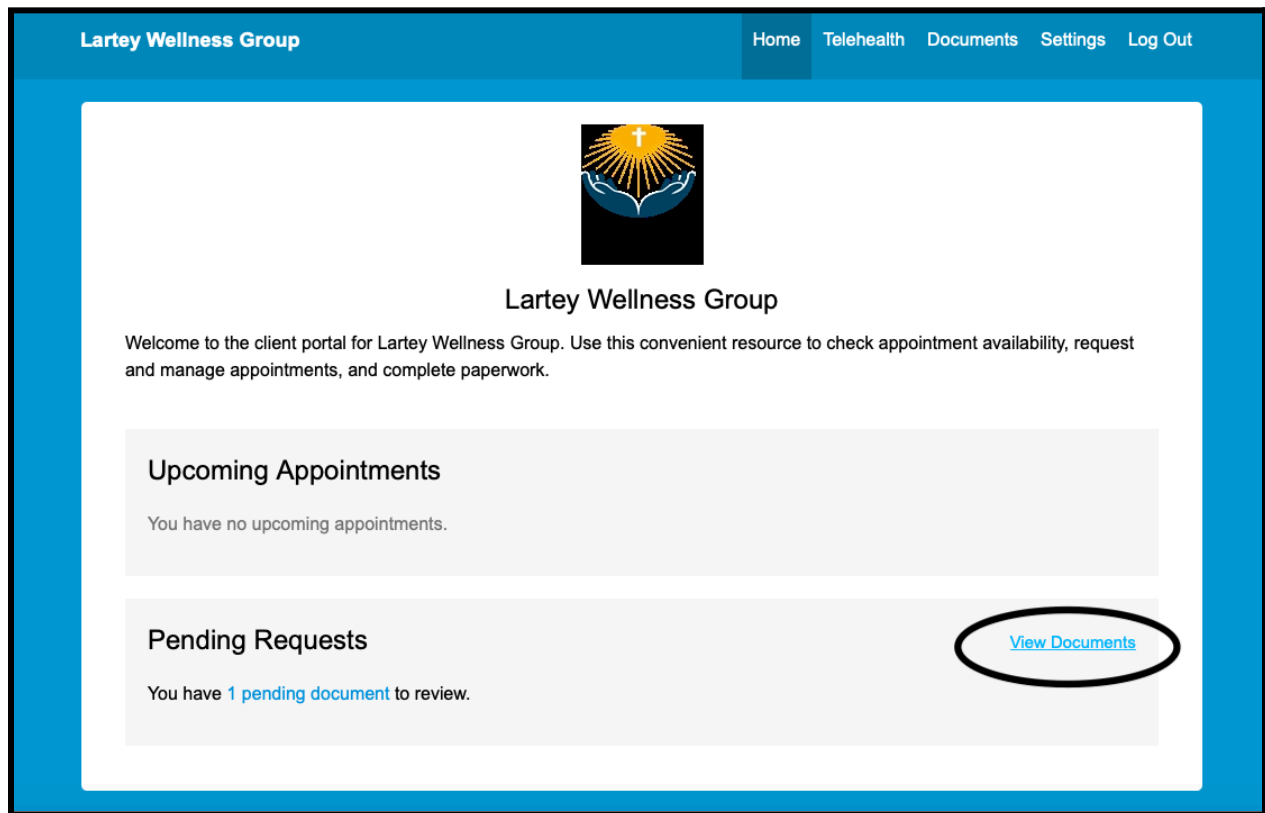 Lartey Wellness Group
Home Telehealth Documents Settings Log Out
Lartey Wellness Group
Welcome to the client portal for Lartey Wellness Group. Use this convenient resource to check appointment availability, request
and manage appointments, and complete paperwork.
Upcoming Appointments
You have no upcoming appointments.
Pending Requests
View Documents
You have 1 pending document to review.